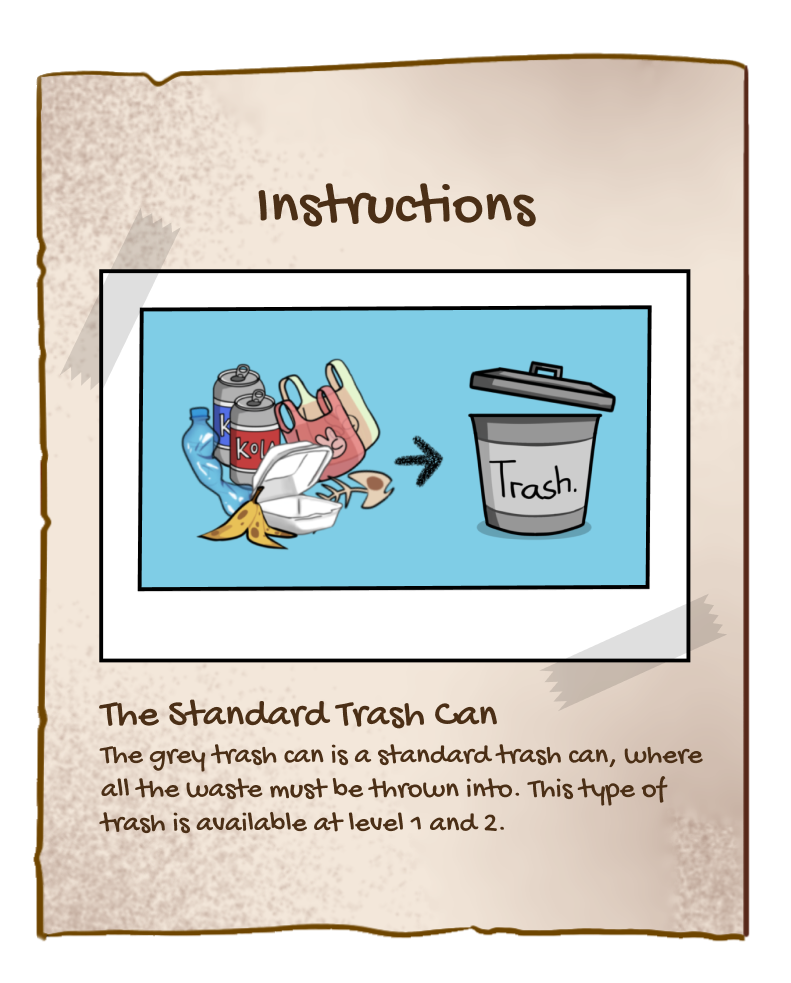 Instructions
K
Kola
Trash.
The Standard Trash Can
The grey trash can is a standard trash can, where
all the waste must be thrown into. This type of
trash is available at level 1 and 2.